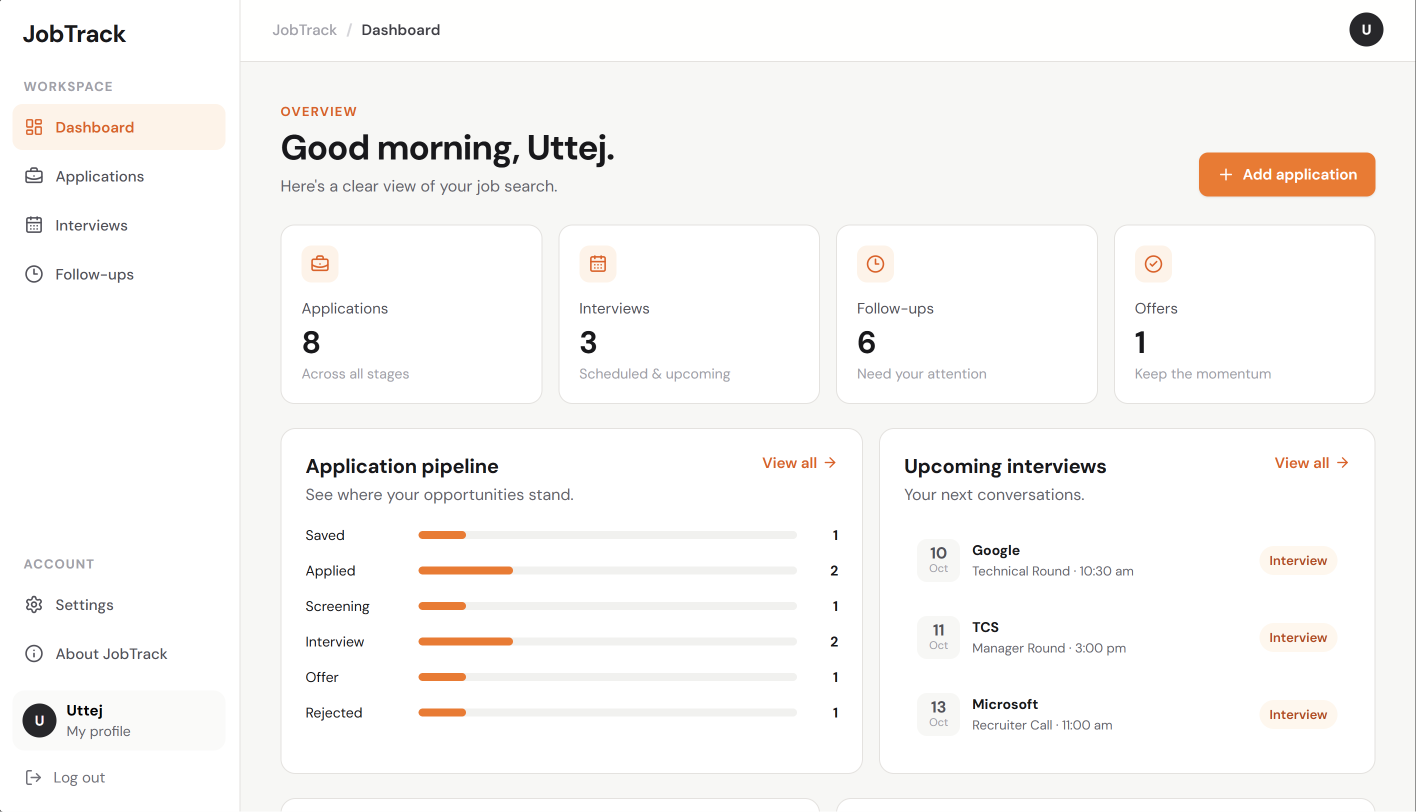 JobTrack
WORKSPACE
Dashboard
Applications
Interviews
Follow-ups
ACCOUNT
Settings
About JobTrack
U
Uttej
My profile
Log out
JobTrack / Dashboard
U
OVERVIEW
Good morning, Uttej.
Here's a clear view of your job search.
+ Add application
Applications
8
Across all stages
Interviews
3
Scheduled & upcoming
Follow-ups
6
Need your attention
Offers
1
Keep the momentum
Application pipeline
View all →
See where your opportunities stand.
Saved 1
Applied 2
Screening 1
Interview 2
Offer 1
Rejected 1
Upcoming interviews
View all →
Your next conversations.
10 Oct
Google
Technical Round · 10:30 am
Interview
11 Oct
TCS
Manager Round · 3:00 pm
Interview
13 Oct
Microsoft
Recruiter Call · 11:00 am
Interview